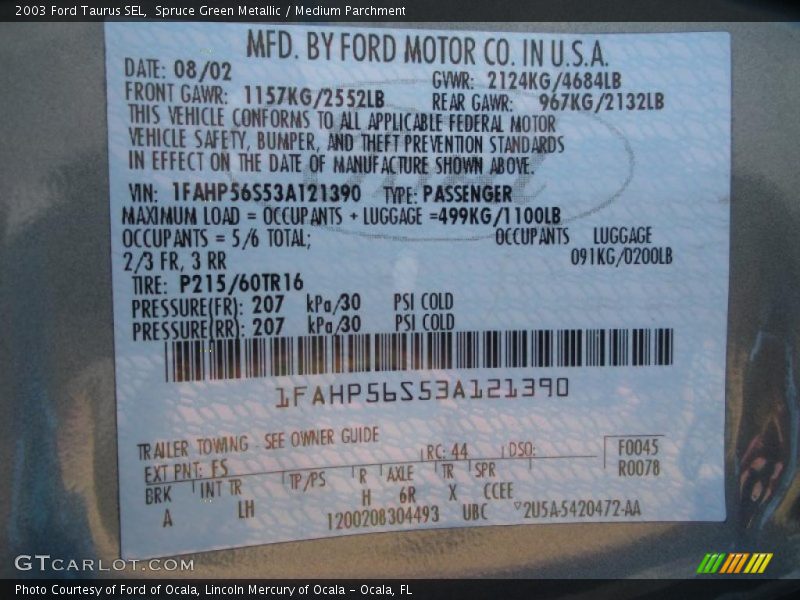 2003 Ford Taurus SEL,  Spruce Green Metallic / Medium Parchment
MFD. BY FORD MOTOR CO. IN U.S.A.
DATE: 08/02 GVWR: 2124KG/4684LB
FRONT GAWR: 1157KG/2552LB REAR GAWR: 967KG/2132LB
THIS VEHICLE CONFORMS TO ALL APPLICABLE FEDERAL MOTOR
VEHICLE SAFETY, BUMPER, AND THEFT PREVENTION STANDARDS
IN EFFECT ON THE DATE OF MANUFACTURE SHOWN ABOVE.
VIN: 1FAHP56S53A121390 TYPE: PASSENGER
MAXIMUM LOAD = OCCUPANTS + LUGGAGE =499KG/1100LB
OCCUPANTS = 5/6 TOTAL; OCCUPANTS LUGGAGE
2/3 FR, 3 RR 091KG/0200LB
TIRE: P215/60TR16
PRESSURE(FR): 207 kPa/30 PSI COLD
PRESSURE(RR): 207 kPa/30 PSI COLD
1FAHP56S53A121390
TRAILER TOWING - SEE OWNER GUIDE
EXT PNT: FS RC: 44 DSO: F0045
BRK INT TR TP/PS R AXLE TR SPR R0078
A LH H 6R X CCEE
1200208304493 UBC ▽2U5A-5420472-AA
GTCARLOT.COM
Photo Courtesy of Ford of Ocala, Lincoln Mercury of Ocala – Ocala, FL